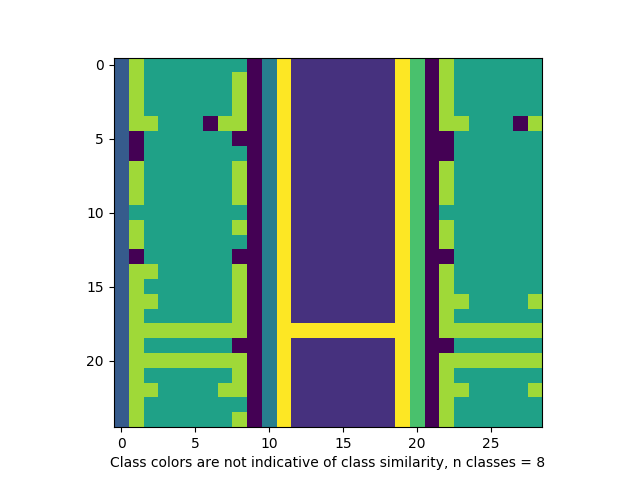 0
5
10
15
20
0 5 10 15 20 25
Class colors are not indicative of class similarity, n classes = 8